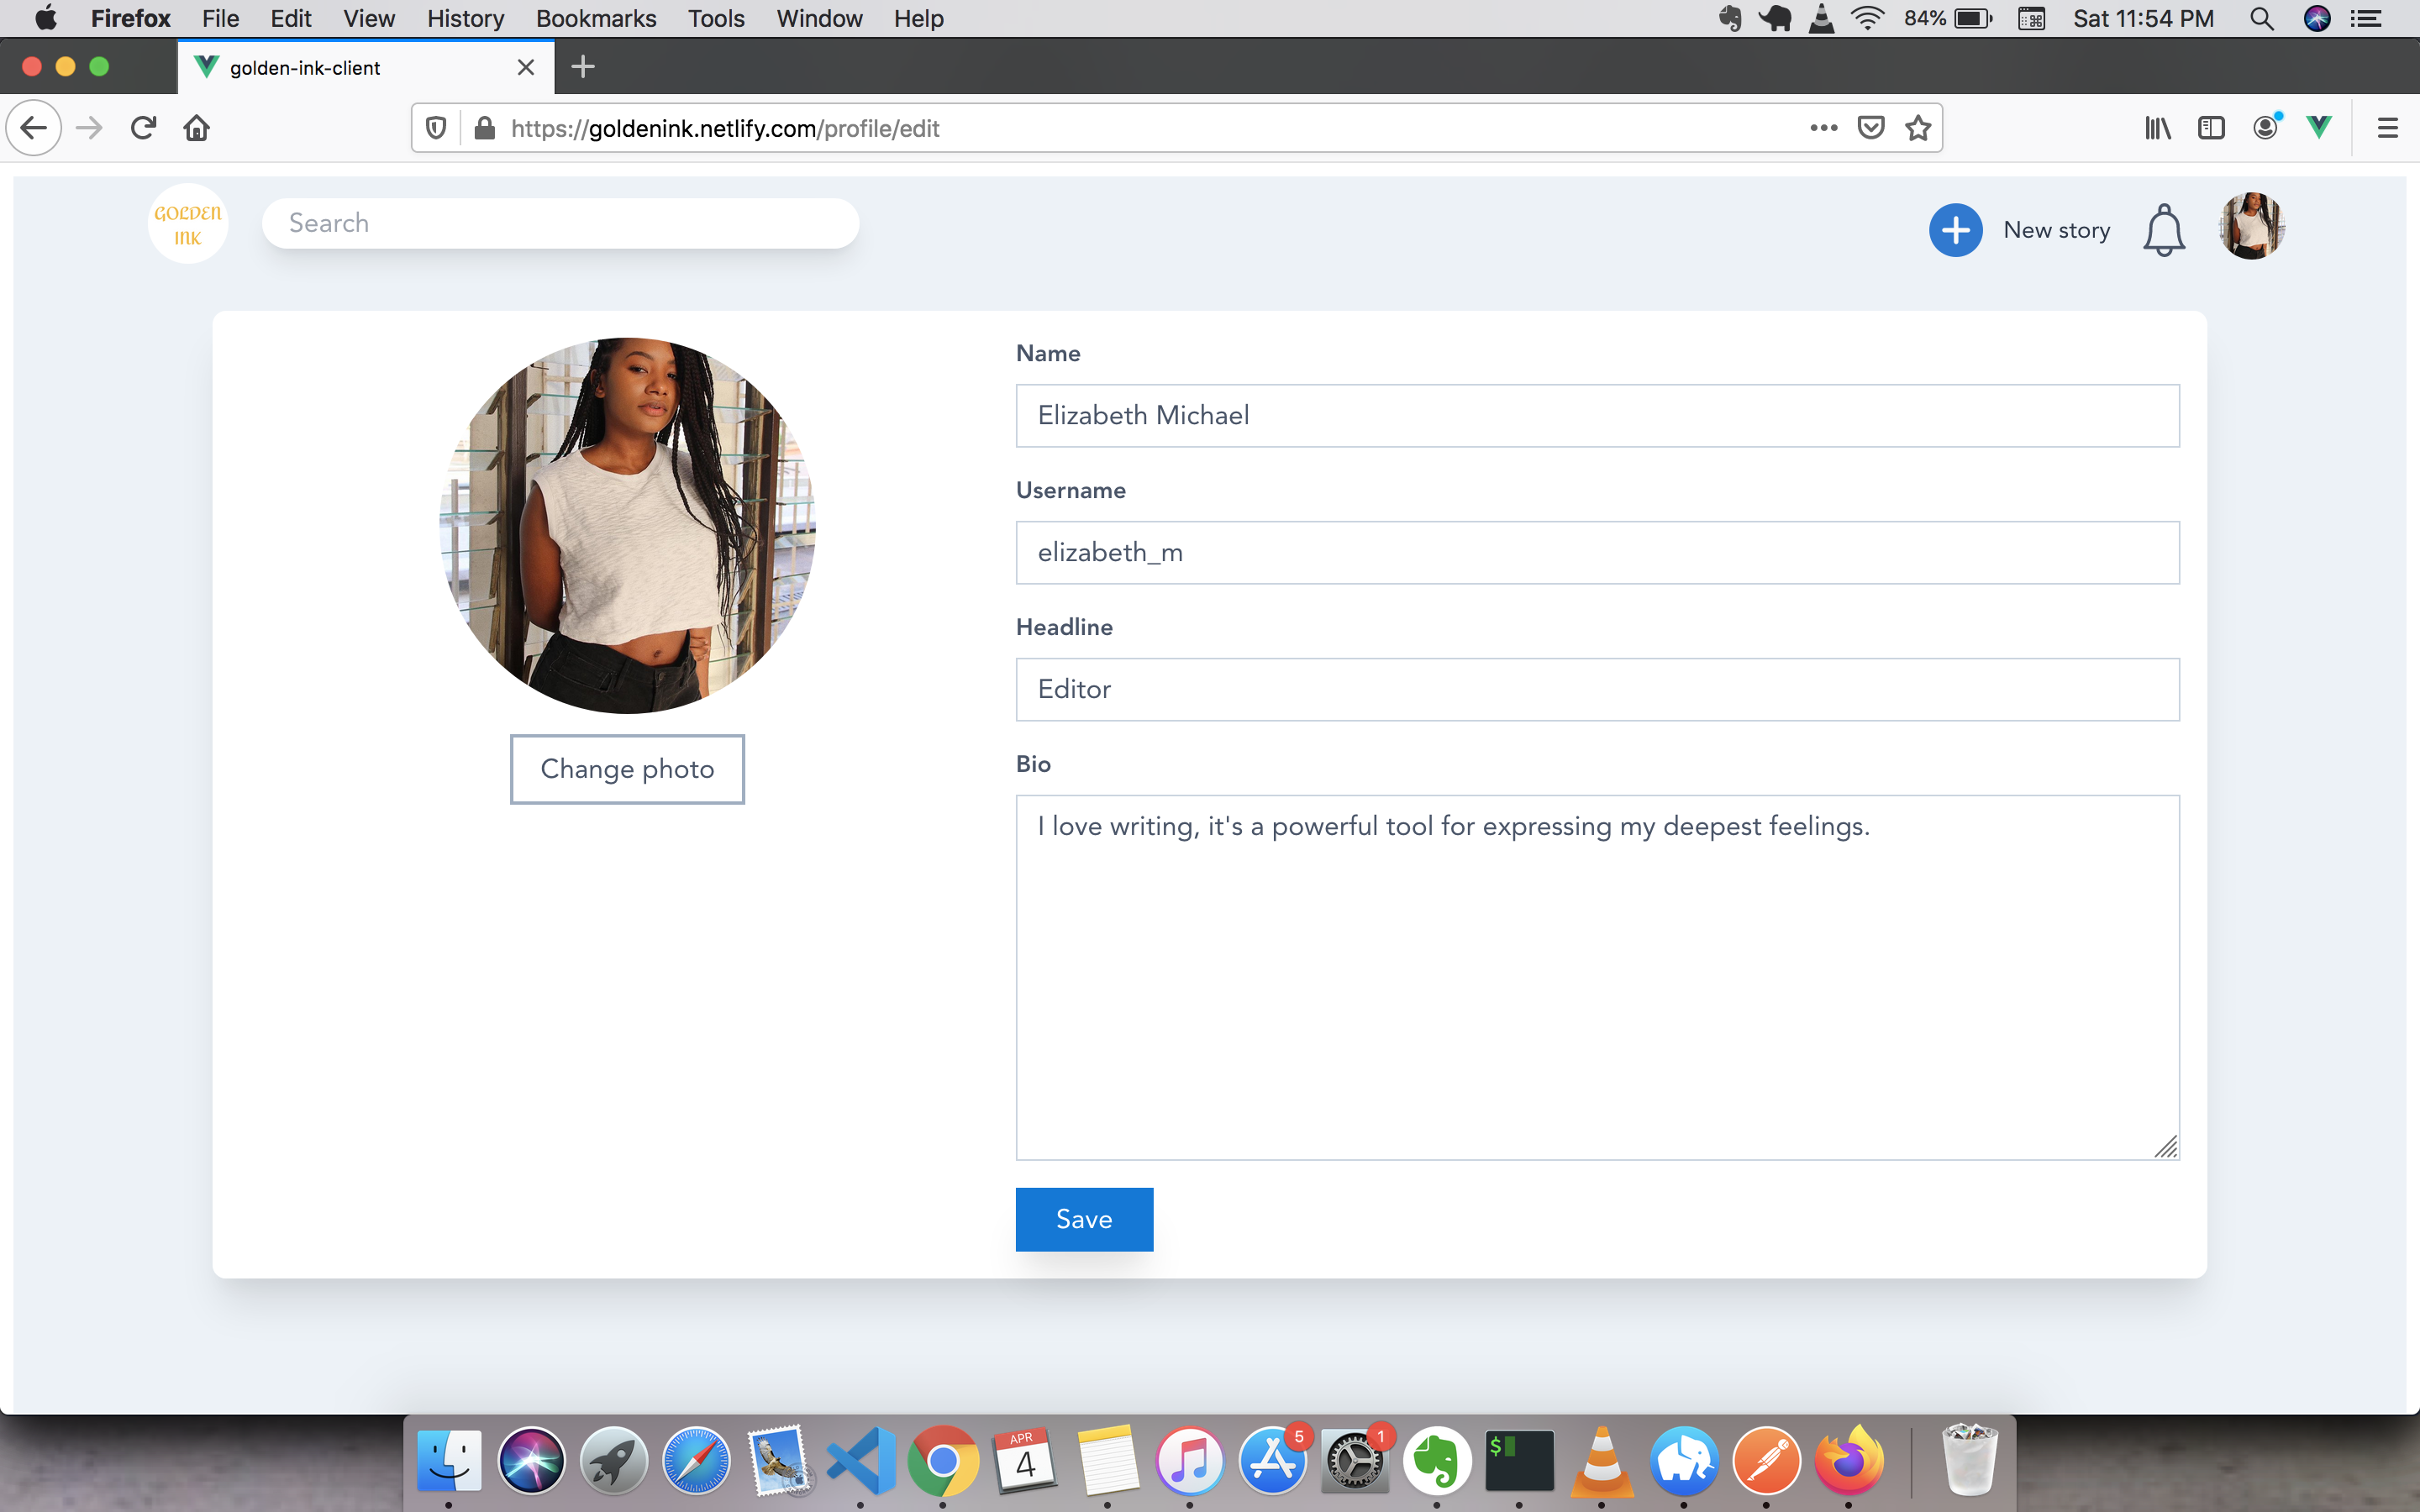 Firefox File Edit View History Bookmarks Tools Window Help 84% Sat 11:54 PM
golden-ink-client
https://goldenink.netlify.com/profile/edit
GOLDEN
INK
Search
New story
Name
Elizabeth Michael
Username
elizabeth_m
Headline
Editor
Change photo
Bio
I love writing, it's a powerful tool for expressing my deepest feelings.
Save
APR
4
5
1
$